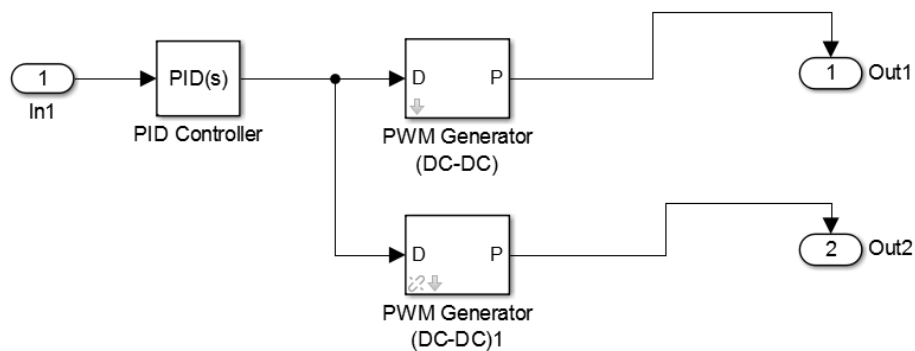 1
In1
PID(s)
PID Controller
D P
PWM Generator
(DC-DC)
1
Out1
D P
PWM Generator
(DC-DC)1
2
Out2